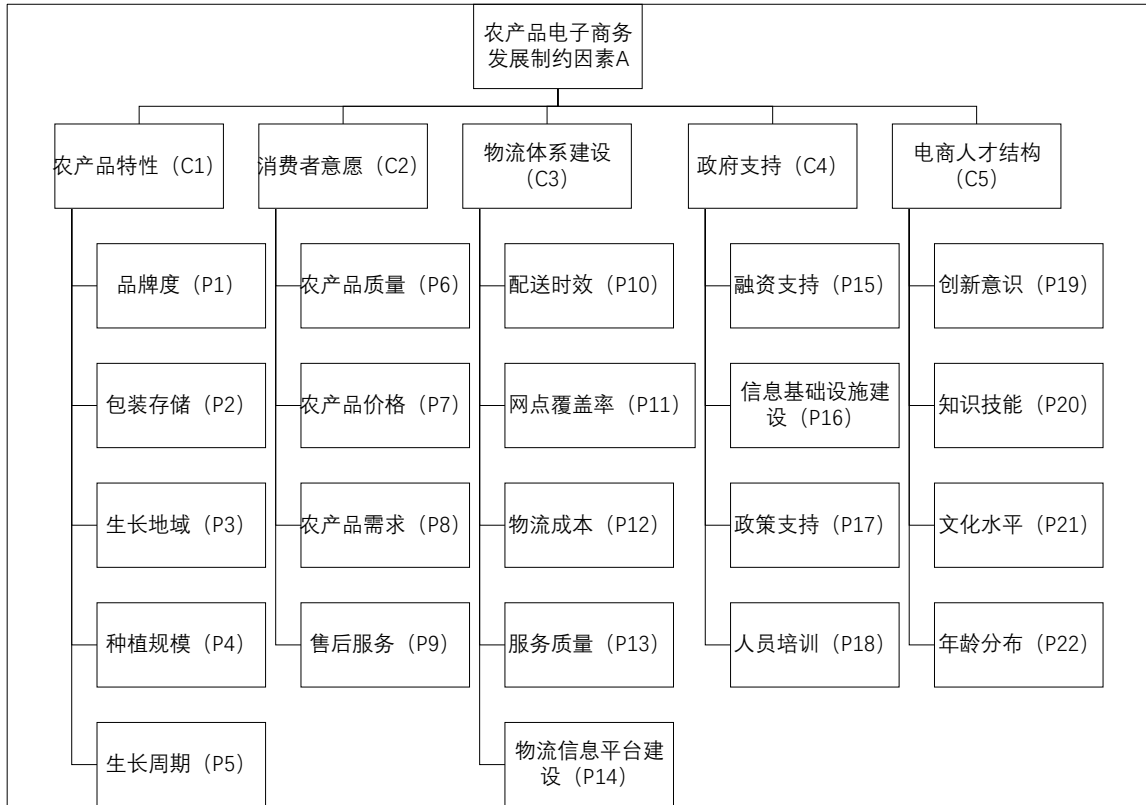 农产品电子商务
发展制约因素A
农产品特性（C1）
消费者意愿（C2）
物流体系建设
（C3）
政府支持（C4）
电商人才结构
（C5）
品牌度（P1）
农产品质量（P6）
配送时效（P10）
融资支持（P15）
创新意识（P19）
包装存储（P2）
农产品价格（P7）
网点覆盖率（P11）
信息基础设施建
设（P16）
知识技能（P20）
生长地域（P3）
农产品需求（P8）
物流成本（P12）
政策支持（P17）
文化水平（P21）
种植规模（P4）
售后服务（P9）
服务质量（P13）
人员培训（P18）
年龄分布（P22）
生长周期（P5）
物流信息平台建
设（P14）